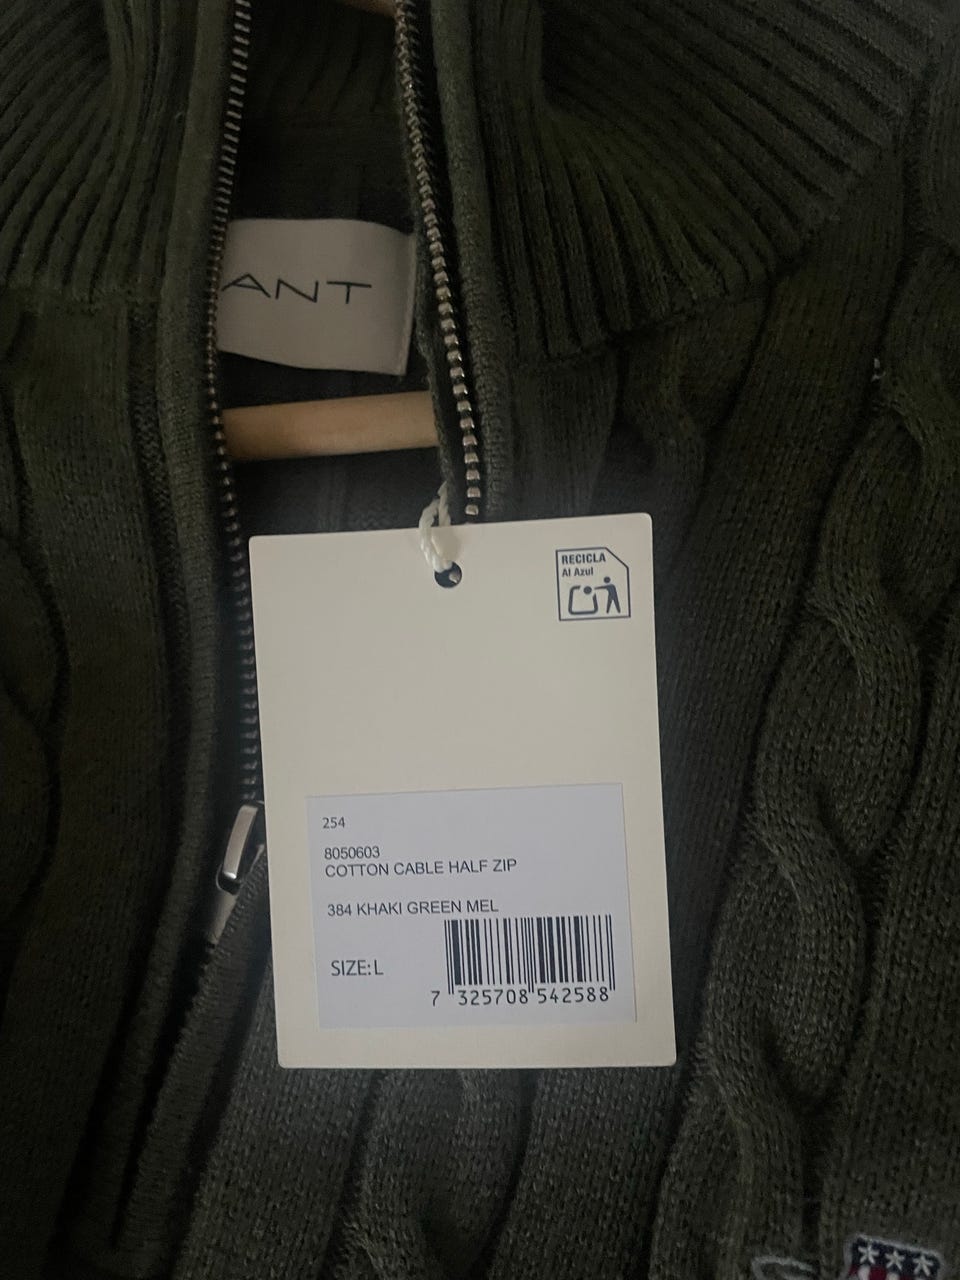 ANT
RECICLA
Al Azul
254
8050603
COTTON CABLE HALF ZIP
384 KHAKI GREEN MEL
SIZE: L
7 325708 542588